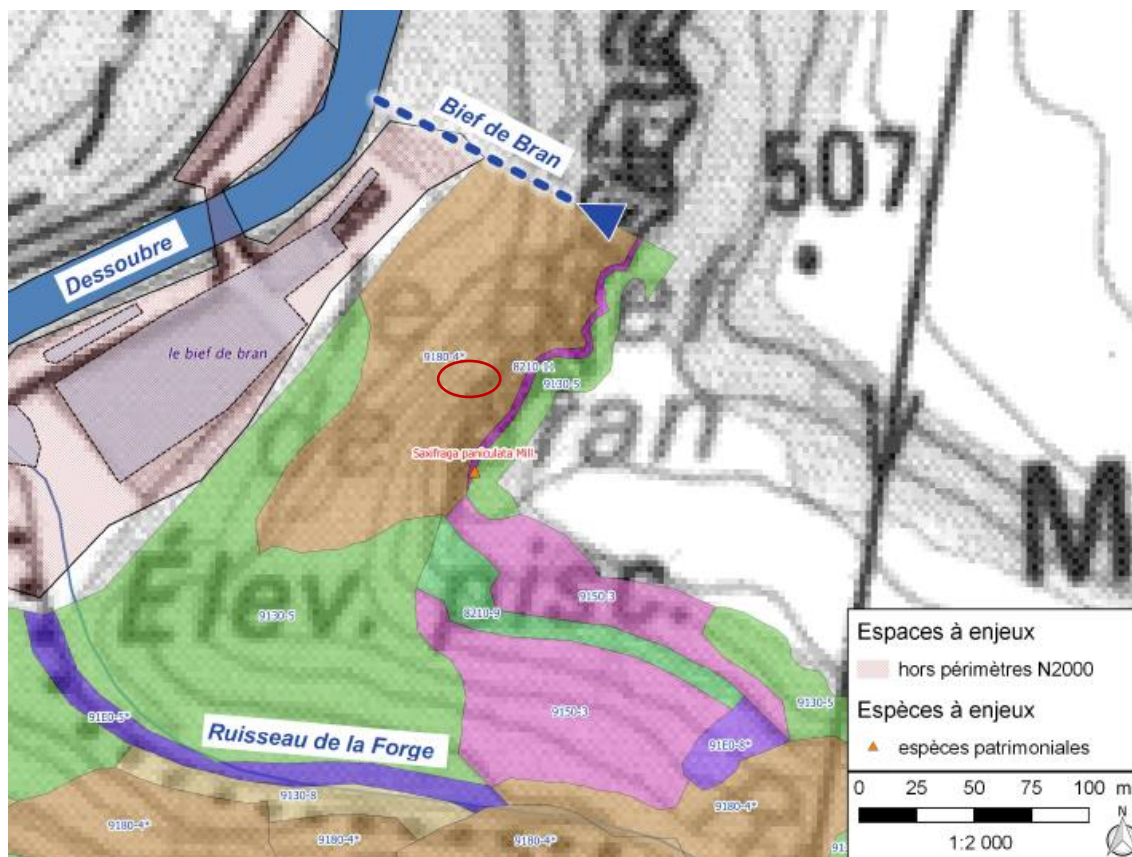 Bief de Bran
507
Dessoubre
le bief de bran
9180-4*
8210-11
9130-5
Saxifraga paniculata Mill.
Elev. pisc.
9150-3
8210-9
9130-5
9130-5
9150-3
91E0-5*
91E0-8*
Ruisseau de la Forge
9130-8
9180-4*
9180-4*
9180-4*
9180-4*
M
Espaces à enjeux
hors périmètres N2000
Espèces à enjeux
espèces patrimoniales
0 25 50 75 100 m
1:2 000
N